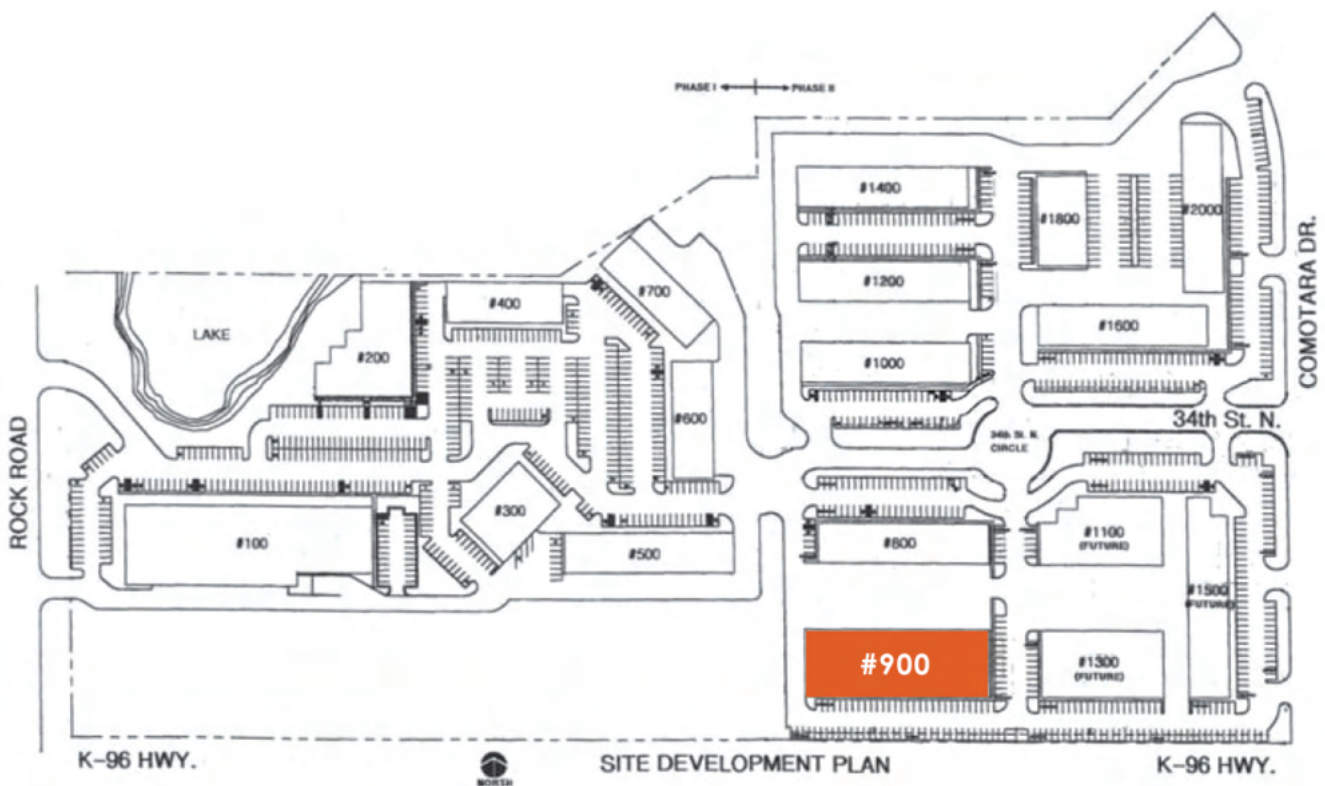 PHASE I
PHASE II
#1400
#1800
#2000
#700
#1200
#400
LAKE
#200
#1600
#1000
#600
34th St. N.
34th St. N.
CIRCLE
COMOTARA DR.
ROCK ROAD
#300
#100
#500
#800
#1100
(FUTURE)
#1500
(FUTURE)
#900
#1300
(FUTURE)
K-96 HWY.
NORTH
SITE DEVELOPMENT PLAN
K-96 HWY.